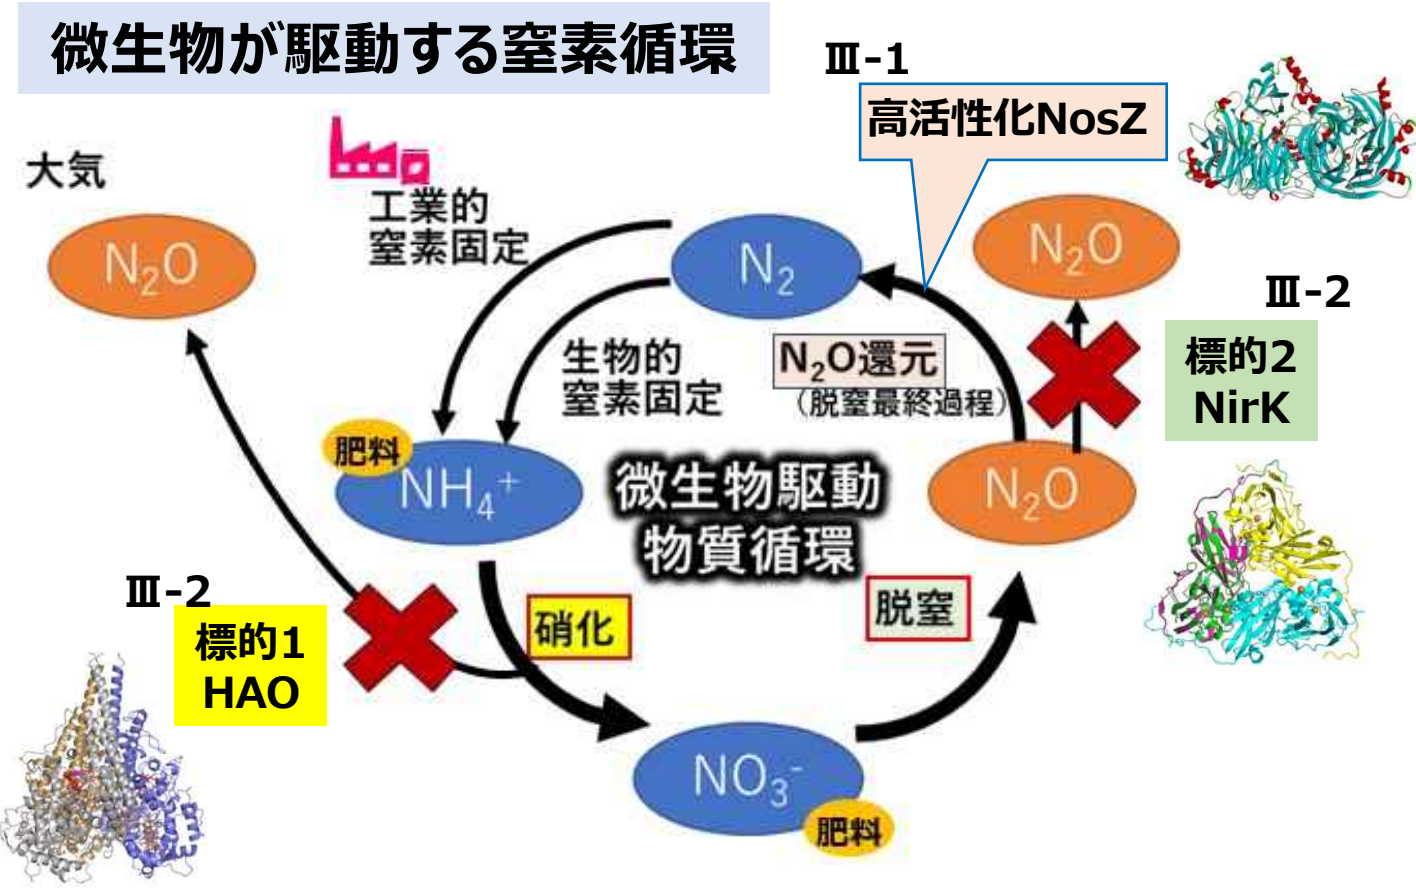 微生物が駆動する窒素循環
Ⅲ-1
高活性化NosZ
大気
N₂O
工業的
窒素固定
N₂
N₂O
Ⅲ-2
標的2
NirK
生物的
窒素固定
N₂O還元
(脱窒最終過程)
肥料
NH₄⁺
微生物駆動
物質循環
N₂O
Ⅲ-2
標的1
HAO
硝化
脱窒
NO₃⁻
肥料